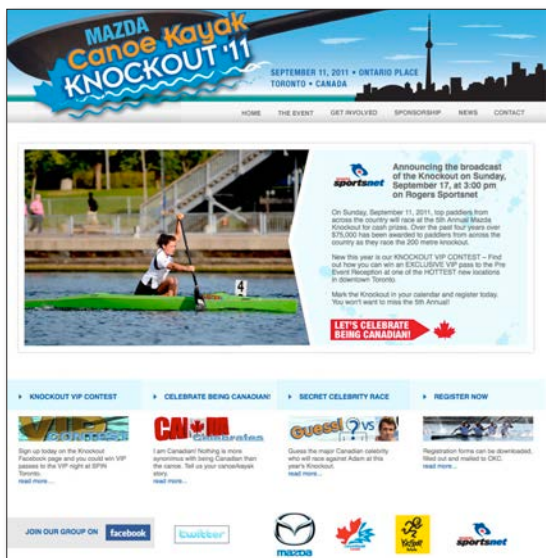 MAZDA
Canoe Kayak
KNOCKOUT '11
SEPTEMBER 11, 2011 • ONTARIO PLACE
TORONTO • CANADA
HOME THE EVENT GET INVOLVED SPONSORSHIP NEWS CONTACT
4
sportsnet
Announcing the broadcast
of the Knockout on Sunday,
September 17, at 3:00 pm
on Rogers Sportsnet
On Sunday, September 11, 2011, top paddlers from
across the country will race at the 5th Annual Mazda
Knockout for cash prizes. Over the past four years over
$75,000 has been awarded to paddlers from across the
country as they race the 200 metre knockout.
New this year is our KNOCKOUT VIP CONTEST – Find
out how you can win an EXCLUSIVE VIP pass to the Pre
Event Reception at one of the HOTTEST new locations
in downtown Toronto.
Mark the Knockout in your calendar and register today.
You won't want to miss the 5th Annual!
LET'S CELEBRATE
BEING CANADIAN!
KNOCKOUT VIP CONTEST
VIP
CONTEST
Sign up today on the Knockout
Facebook page and you could win VIP
passes to the VIP night at SPIN
Toronto.
read more...
CELEBRATE BEING CANADIAN!
Celebrates
I am Canadian! Nothing is more
synonimos with being Canadian than
the canoe. Tell us your canoe/kayak
story.
read more...
SECRET CELEBRITY RACE
Guess! ? VS
Guess the major Canadian celebrity
who will race against Adam at this
year's Knockout.
read more...
REGISTER NOW
Registration forms can be downloaded,
filled out and mailed to OKC.
read more...
JOIN OUR GROUP ON facebook
twitter
mazda
sportsnet